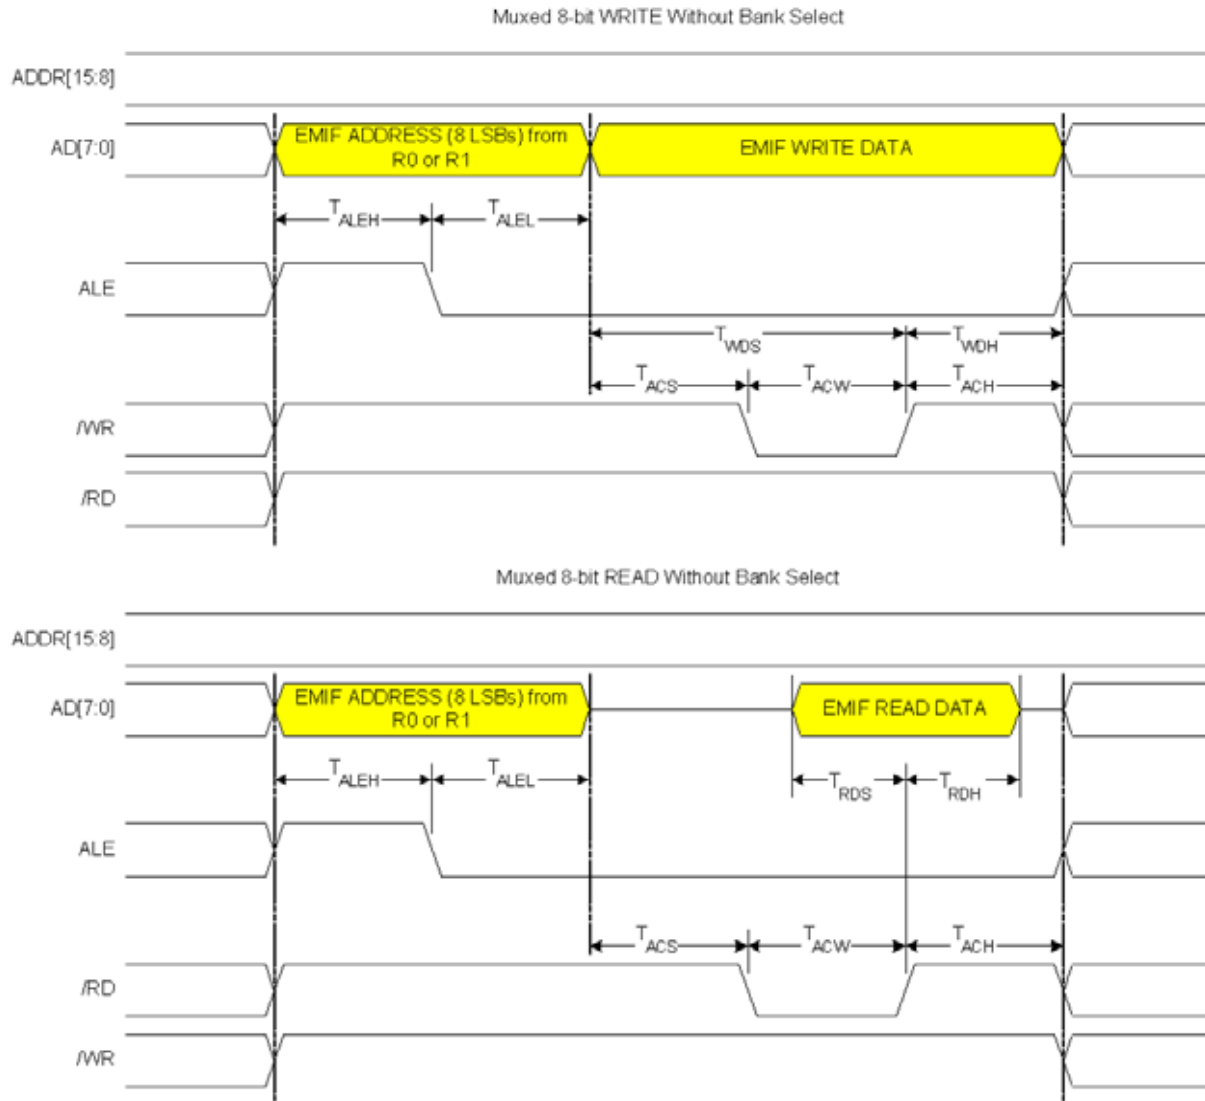 Muxed 8-bit WRITE Without Bank Select
ADDR[15:8]
AD[7:0]
EMIF ADDRESS (8 LSBs) from
R0 or R1
EMIF WRITE DATA
TALEH
TALEL
ALE
TWDS
TWDH
TACS
TACW
TACH
/WR
/RD
Muxed 8-bit READ Without Bank Select
ADDR[15:8]
AD[7:0]
EMIF ADDRESS (8 LSBs) from
R0 or R1
EMIF READ DATA
TALEH
TALEL
TRDS
TRDH
ALE
TACS
TACW
TACH
/RD
/WR